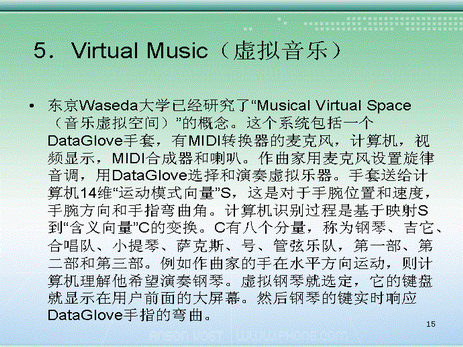 5．Virtual Music（虚拟音乐）
• 东京Waseda大学已经研究了“Musical Virtual Space
（音乐虚拟空间）”的概念。这个系统包括一个
DataGlove手套，有MIDI转换器的麦克风，计算机，视
频显示，MIDI合成器和喇叭。作曲家用麦克风设置旋律
音调，用DataGlove选择和演奏虚拟乐器。手套送给计
算机14维“运动模式向量”S，这是对于手腕位置和速度，
手腕方向和手指弯曲角。计算机识别过程是基于映射S
到“含义向量”C的变换。C有八个分量，称为钢琴、吉它、
合唱队、小提琴、萨克斯、号、管弦乐队，第一部、第
二部和第三部。例如作曲家的手在水平方向运动，则计
算机理解他希望演奏钢琴。虚拟钢琴就选定，它的键盘
就显示在用户前面的大屏幕。然后钢琴的键实时响应
DataGlove手指的弯曲。
15